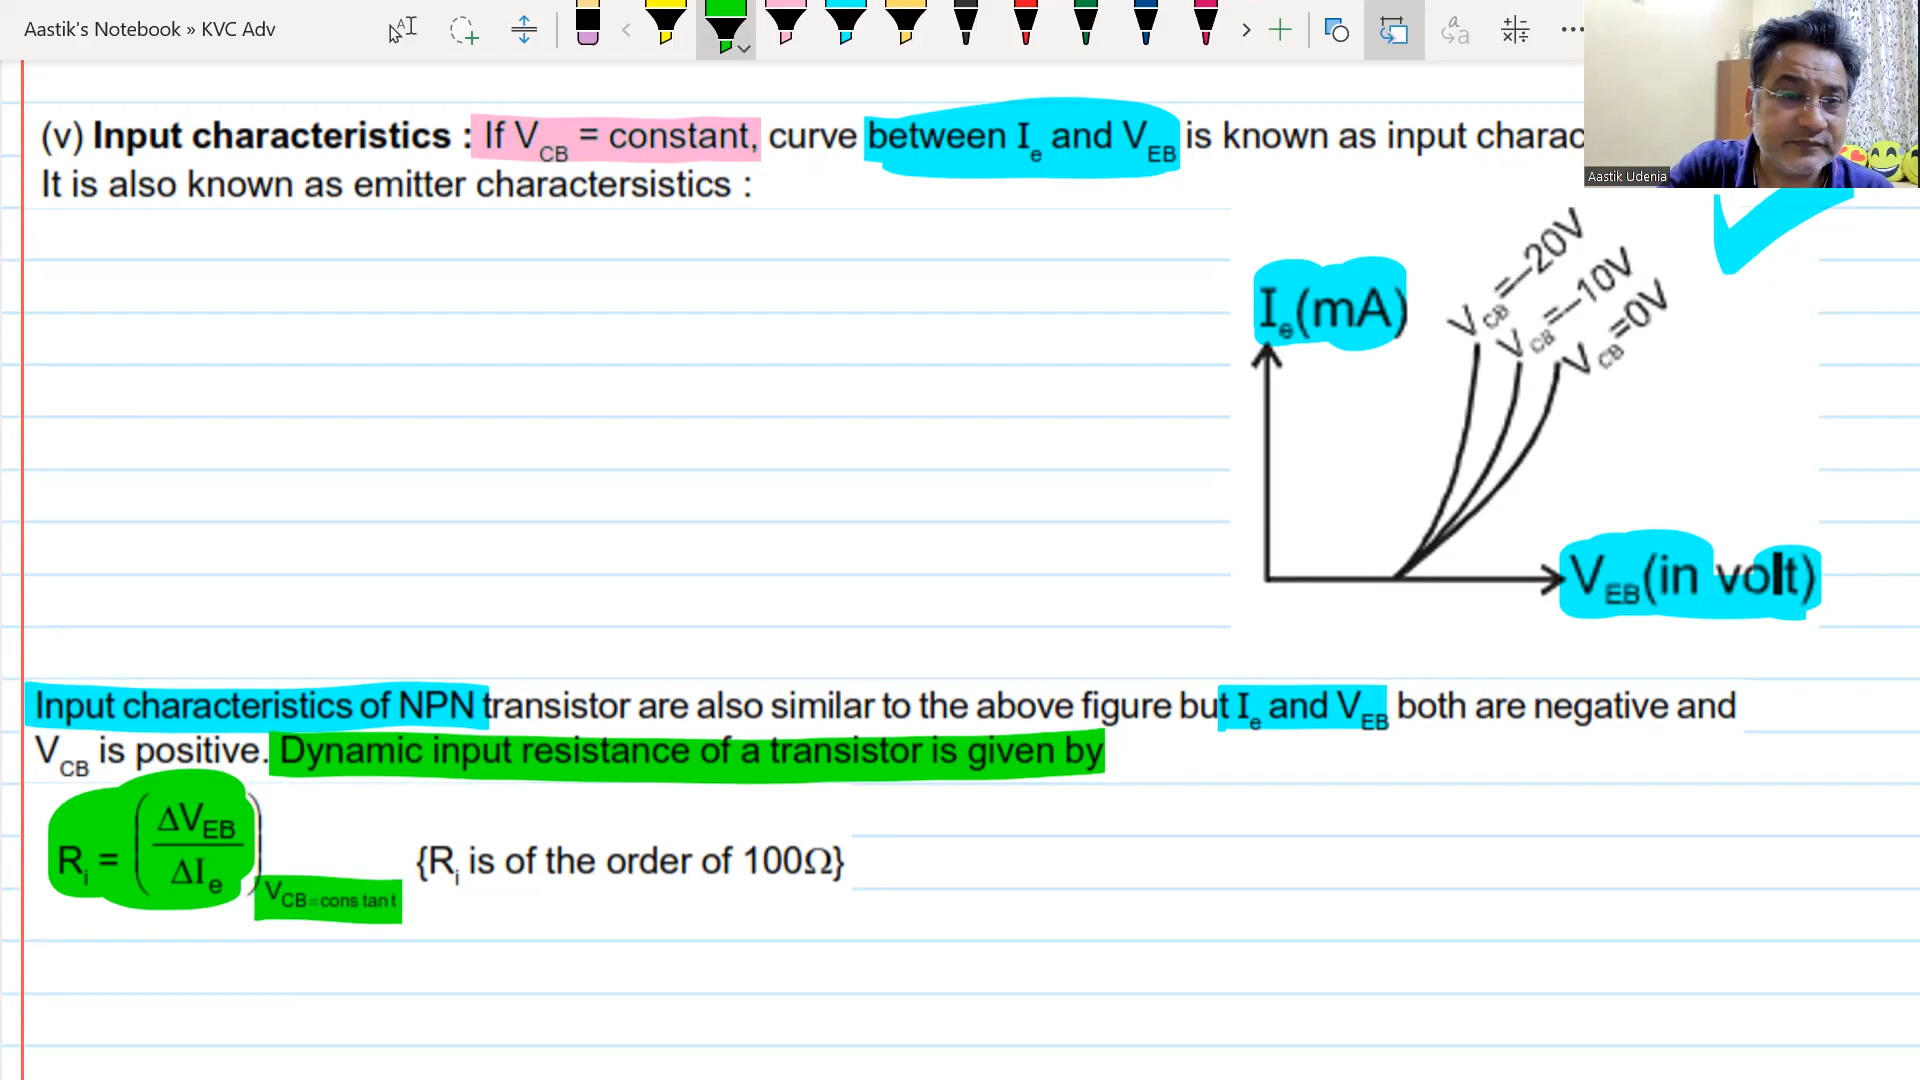 Aastik's Notebook » KVC Adv
(v) Input characteristics : If VCB = constant, curve between Ie and VEB is known as input charac
It is also known as emitter charactersistics :
Aastik Udenia
Ie(mA)
VCB=–20V
VCB=–10V
VCB=0V
VEB(in volt)
Input characteristics of NPN transistor are also similar to the above figure but Ie and VEB both are negative and
VCB is positive. Dynamic input resistance of a transistor is given by
Ri = (ΔVEB/ΔIe)VCB=cons tan t {Ri is of the order of 100Ω}